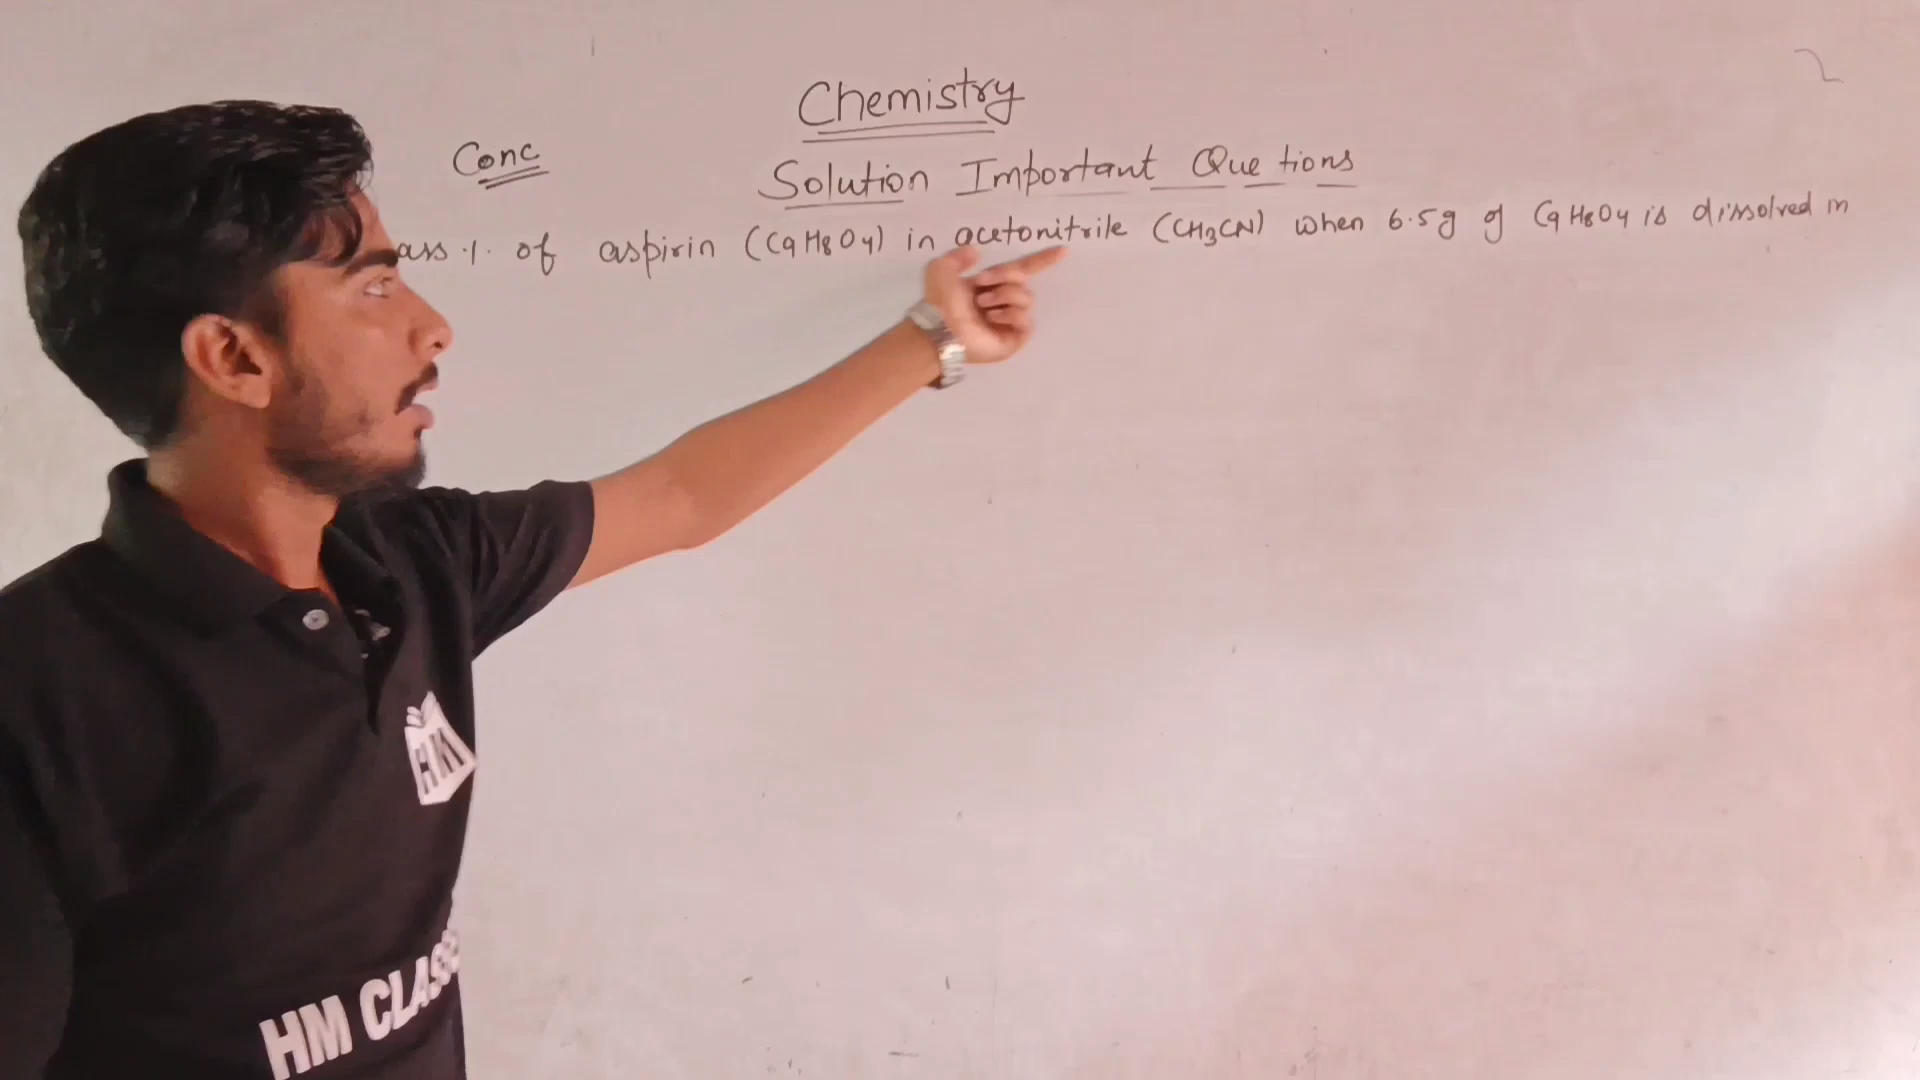 Chemistry
Conc
Solution Important Que tions
ass % of aspirin (C9H8O4) in acetonitrile (CH3CN) when 6.5g of C9H8O4 is dissolved in
HM
HM CLASS